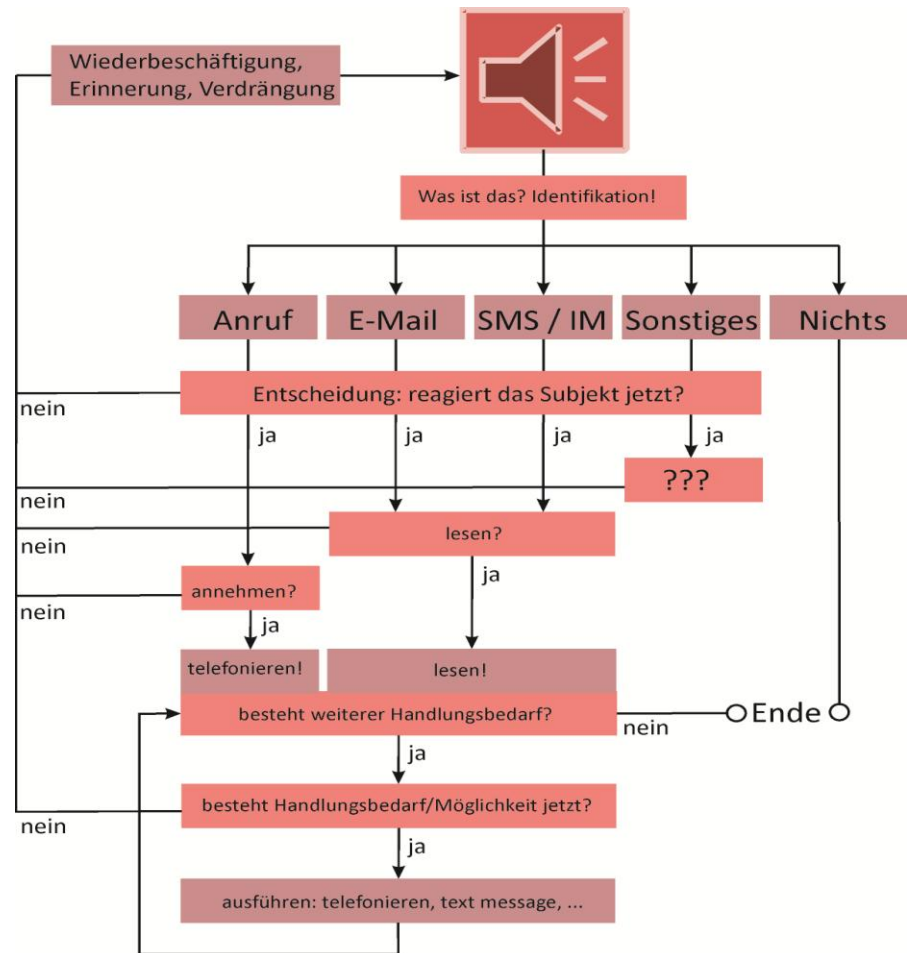 Wiederbeschäftigung,
Erinnerung, Verdrängung
Was ist das? Identifikation!
Anruf
E-Mail
SMS / IM
Sonstiges
Nichts
Entscheidung: reagiert das Subjekt jetzt?
nein
ja
ja
ja
ja
???
nein
lesen?
nein
ja
annehmen?
nein
ja
telefonieren!
lesen!
besteht weiterer Handlungsbedarf?
nein
Ende
ja
besteht Handlungsbedarf/Möglichkeit jetzt?
nein
ja
ausführen: telefonieren, text message, ...